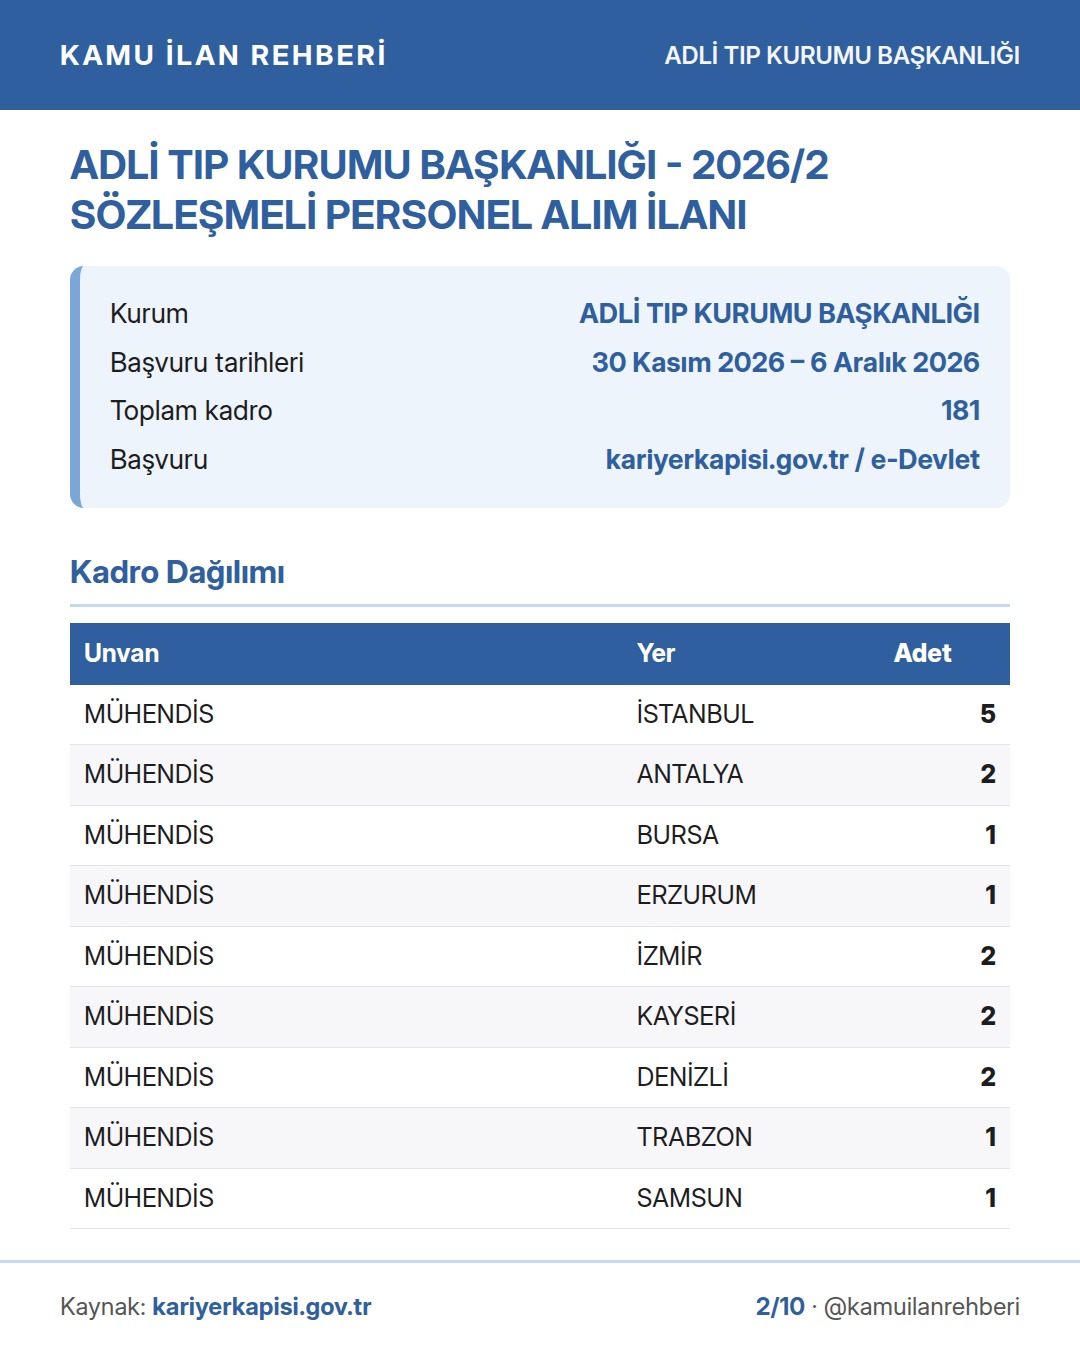 KAMU İLAN REHBERİ
ADLİ TIP KURUMU BAŞKANLIĞI
ADLİ TIP KURUMU BAŞKANLIĞI - 2026/2
SÖZLEŞMELİ PERSONEL ALIM İLANI
Kurum ADLİ TIP KURUMU BAŞKANLIĞI
Başvuru tarihleri 30 Kasım 2026 – 6 Aralık 2026
Toplam kadro 181
Başvuru kariyerkapisi.gov.tr / e-Devlet
Kadro Dağılımı
Unvan Yer Adet
MÜHENDİS İSTANBUL 5
MÜHENDİS ANTALYA 2
MÜHENDİS BURSA 1
MÜHENDİS ERZURUM 1
MÜHENDİS İZMİR 2
MÜHENDİS KAYSERİ 2
MÜHENDİS DENİZLİ 2
MÜHENDİS TRABZON 1
MÜHENDİS SAMSUN 1
Kaynak: kariyerkapisi.gov.tr
2/10 · @kamuilanrehberi